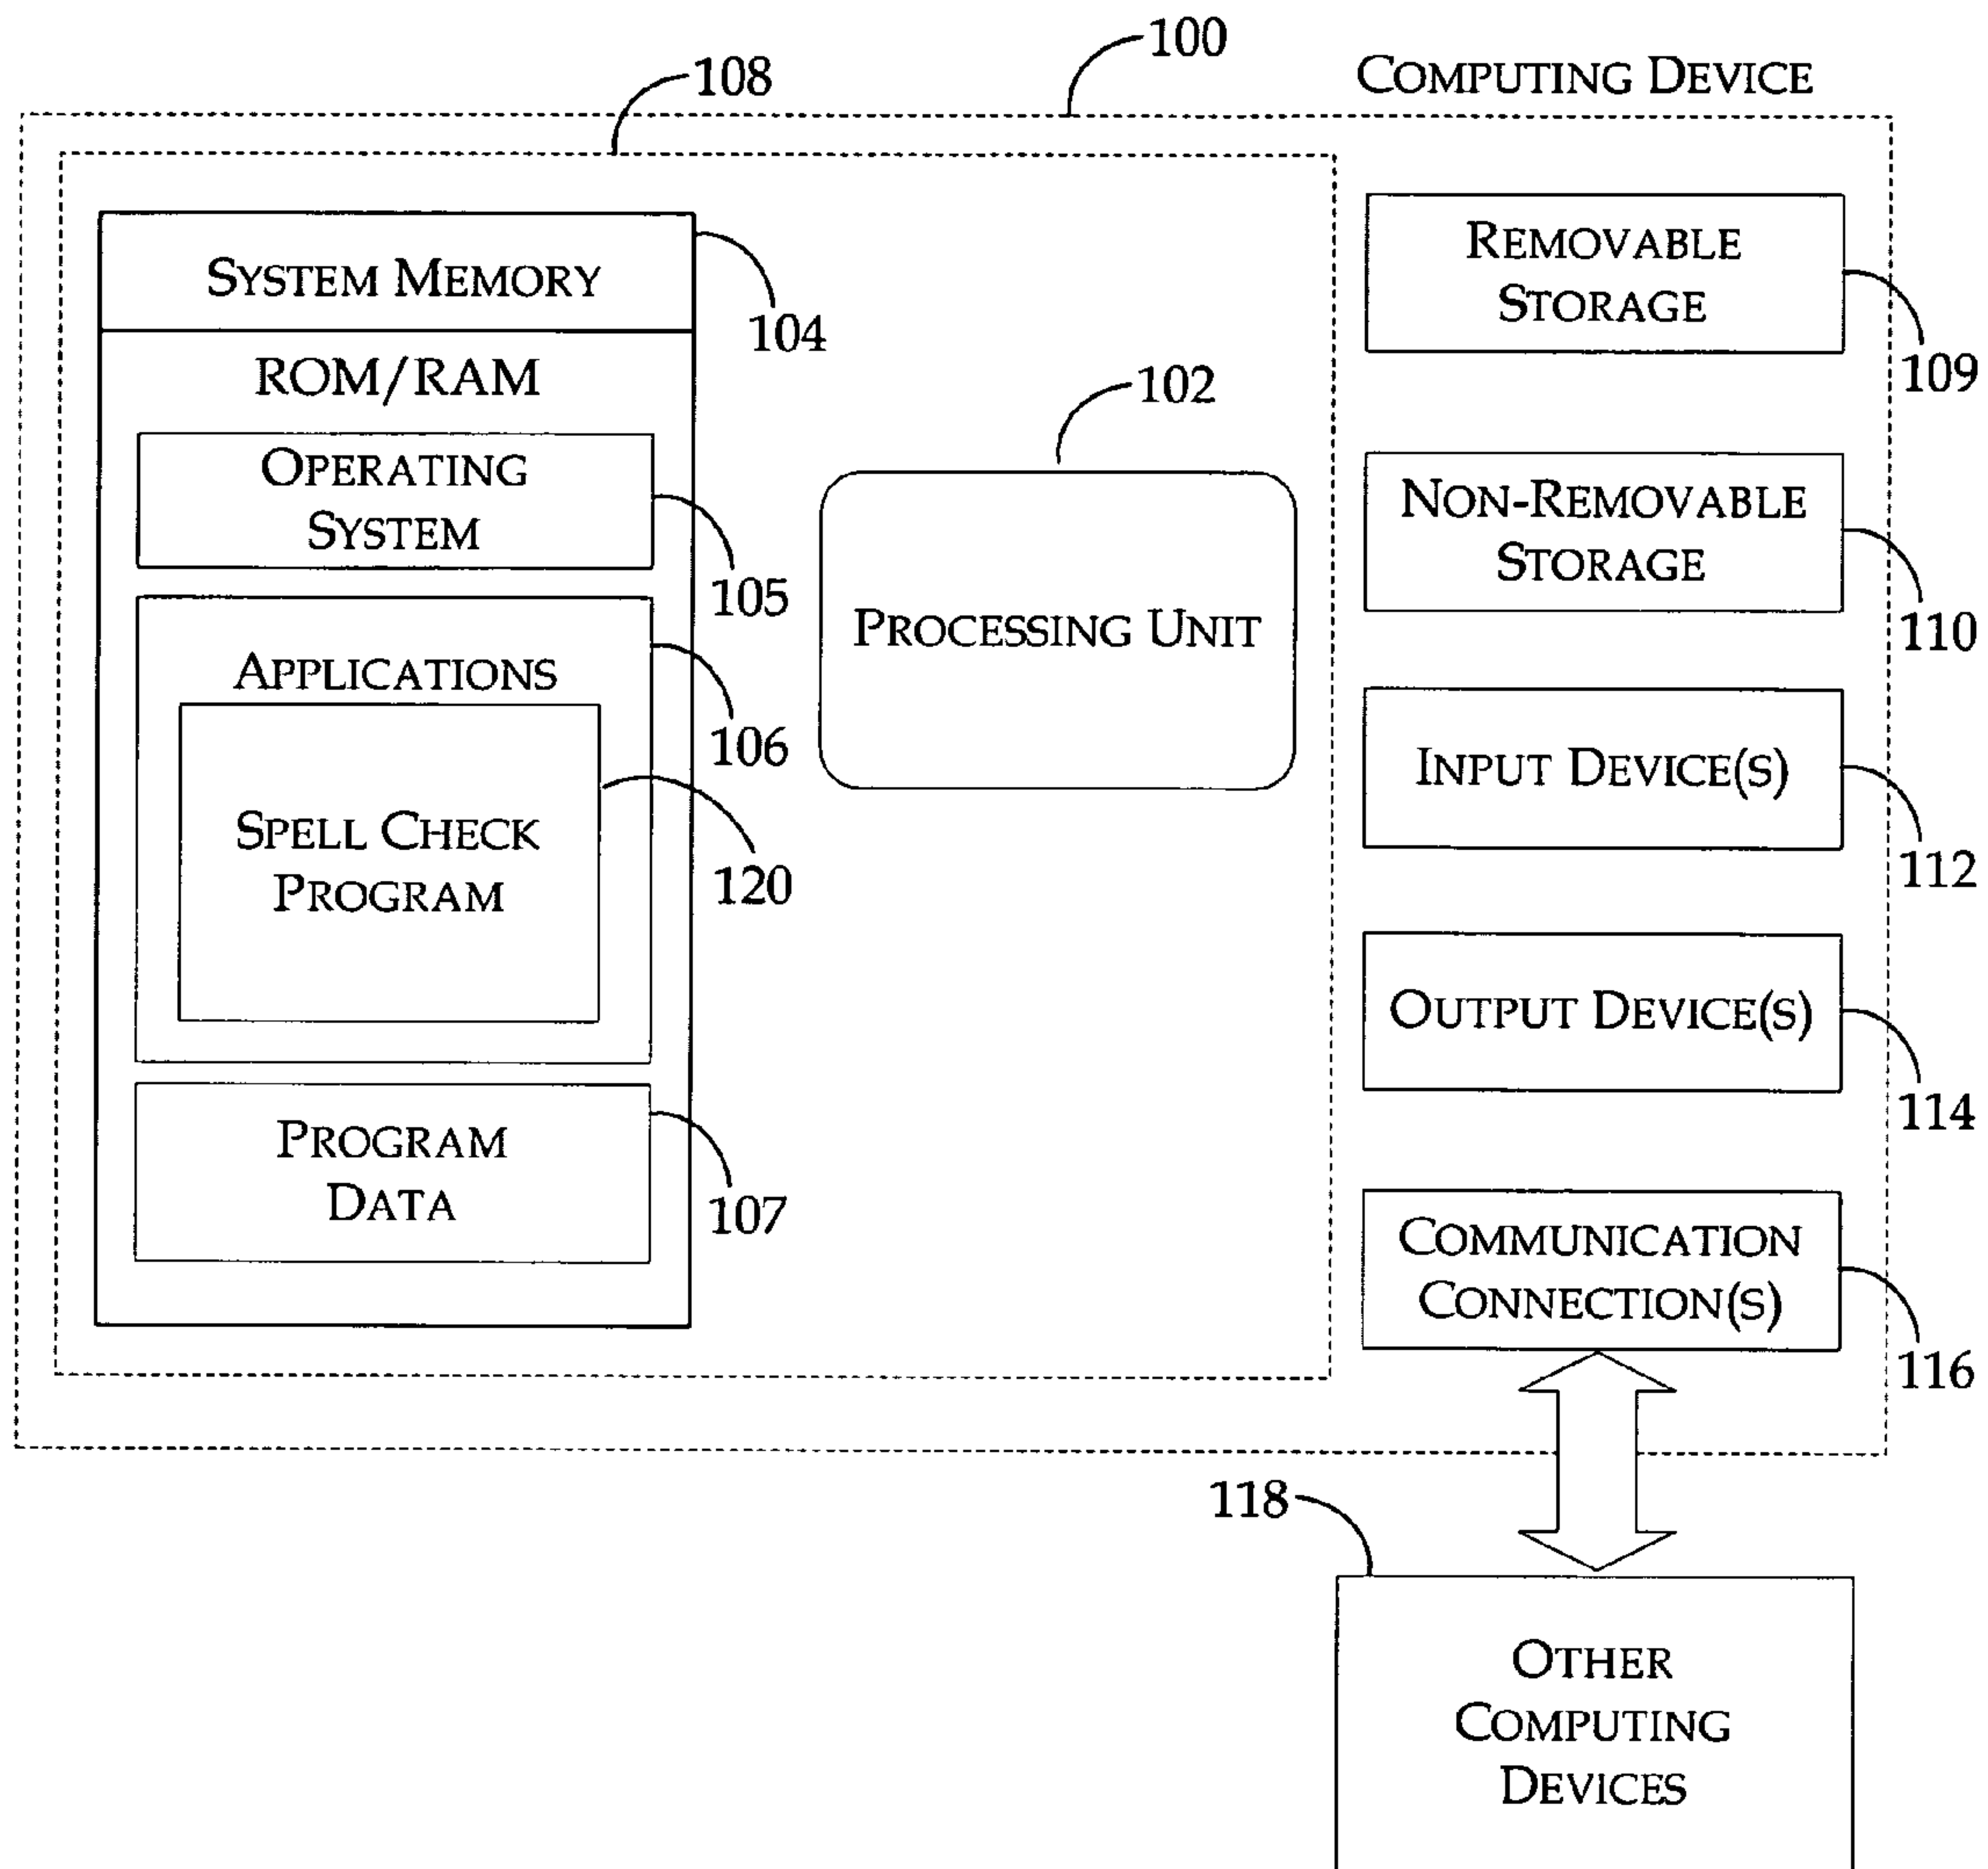 100
COMPUTING DEVICE
108
SYSTEM MEMORY
104
ROM/RAM
OPERATING
SYSTEM
105
APPLICATIONS
106
SPELL CHECK
PROGRAM
120
PROGRAM
DATA
107
102
PROCESSING UNIT
REMOVABLE
STORAGE
109
NON-REMOVABLE
STORAGE
110
INPUT DEVICE(S)
112
OUTPUT DEVICE(S)
114
COMMUNICATION
CONNECTION(S)
116
118
OTHER
COMPUTING
DEVICES